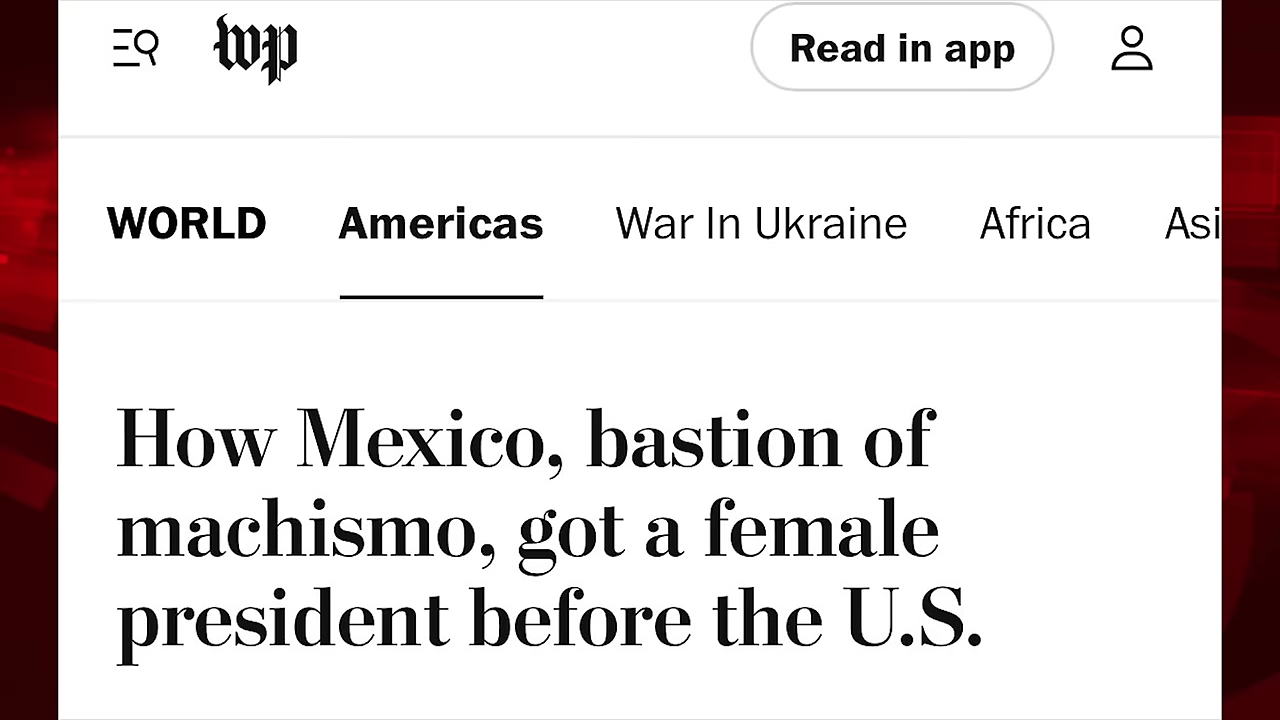 wp
Read in app
WORLD Americas War In Ukraine Africa Asi
How Mexico, bastion of
machismo, got a female
president before the U.S.